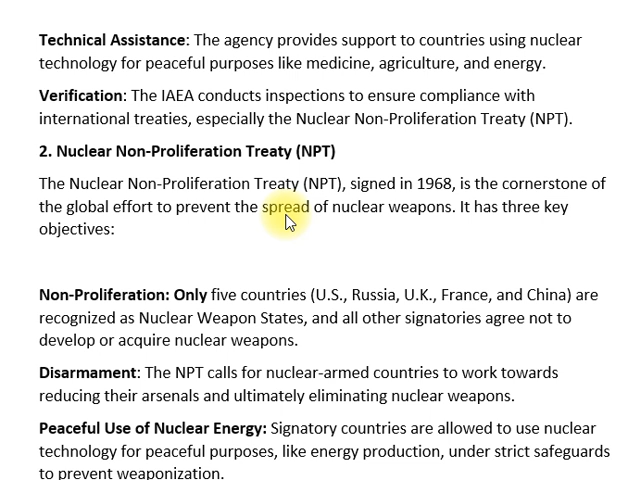 Technical Assistance: The agency provides support to countries using nuclear
technology for peaceful purposes like medicine, agriculture, and energy.
Verification: The IAEA conducts inspections to ensure compliance with
international treaties, especially the Nuclear Non-Proliferation Treaty (NPT).
2. Nuclear Non-Proliferation Treaty (NPT)
The Nuclear Non-Proliferation Treaty (NPT), signed in 1968, is the cornerstone of
the global effort to prevent the spread of nuclear weapons. It has three key
objectives:
Non-Proliferation: Only five countries (U.S., Russia, U.K., France, and China) are
recognized as Nuclear Weapon States, and all other signatories agree not to
develop or acquire nuclear weapons.
Disarmament: The NPT calls for nuclear-armed countries to work towards
reducing their arsenals and ultimately eliminating nuclear weapons.
Peaceful Use of Nuclear Energy: Signatory countries are allowed to use nuclear
technology for peaceful purposes, like energy production, under strict safeguards
to prevent weaponization.